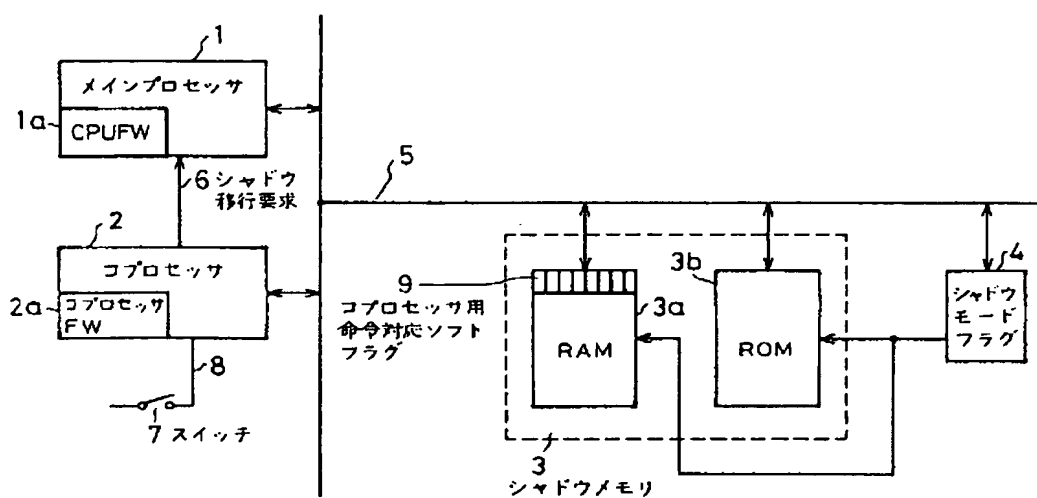 1
メインプロセッサ
1a
CPUFW
6 シャドウ
移行要求
5
2
コプロセッサ
2a
コプロセッサ
FW
8
7 スイッチ
9
コプロセッサ用
命令対応ソフト
フラグ
3a
RAM
3b
ROM
4
シャドウ
モード
フラグ
3
シャドウメモリ